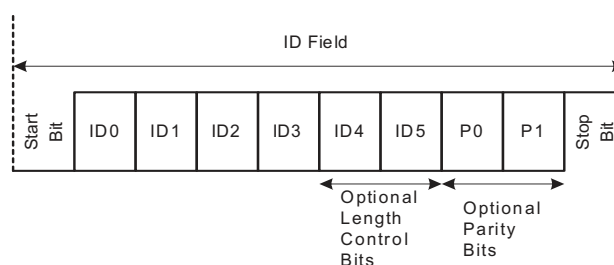 ID Field
Start Bit ID0 ID1 ID2 ID3 ID4 ID5 P0 P1 Stop Bit
Optional
Length
Control
Bits
Optional
Parity
Bits